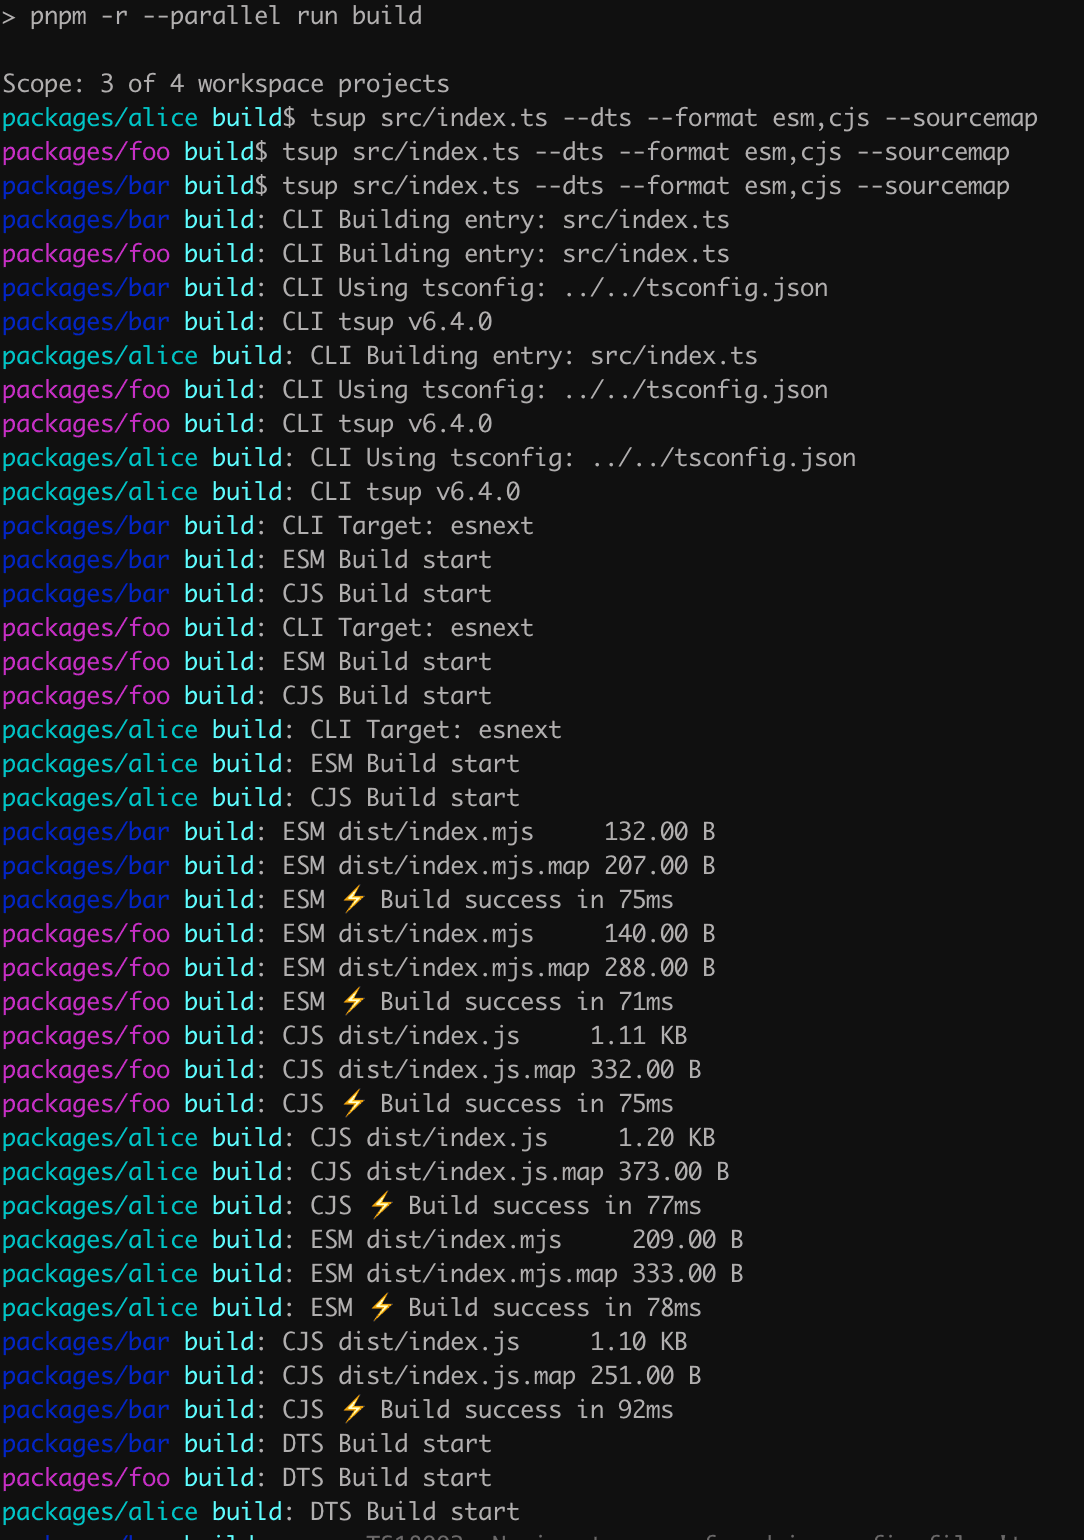 > pnpm -r --parallel run build
Scope: 3 of 4 workspace projects
packages/alice build$ tsup src/index.ts --dts --format esm,cjs --sourcemap
packages/foo build$ tsup src/index.ts --dts --format esm,cjs --sourcemap
packages/bar build$ tsup src/index.ts --dts --format esm,cjs --sourcemap
packages/bar build: CLI Building entry: src/index.ts
packages/foo build: CLI Building entry: src/index.ts
packages/bar build: CLI Using tsconfig: ../../tsconfig.json
packages/bar build: CLI tsup v6.4.0
packages/alice build: CLI Building entry: src/index.ts
packages/foo build: CLI Using tsconfig: ../../tsconfig.json
packages/foo build: CLI tsup v6.4.0
packages/alice build: CLI Using tsconfig: ../../tsconfig.json
packages/alice build: CLI tsup v6.4.0
packages/bar build: CLI Target: esnext
packages/bar build: ESM Build start
packages/bar build: CJS Build start
packages/foo build: CLI Target: esnext
packages/foo build: ESM Build start
packages/foo build: CJS Build start
packages/alice build: CLI Target: esnext
packages/alice build: ESM Build start
packages/alice build: CJS Build start
packages/bar build: ESM dist/index.mjs     132.00 B
packages/bar build: ESM dist/index.mjs.map 207.00 B
packages/bar build: ESM ⚡ Build success in 75ms
packages/foo build: ESM dist/index.mjs     140.00 B
packages/foo build: ESM dist/index.mjs.map 288.00 B
packages/foo build: ESM ⚡ Build success in 71ms
packages/foo build: CJS dist/index.js     1.11 KB
packages/foo build: CJS dist/index.js.map 332.00 B
packages/foo build: CJS ⚡ Build success in 75ms
packages/alice build: CJS dist/index.js     1.20 KB
packages/alice build: CJS dist/index.js.map 373.00 B
packages/alice build: CJS ⚡ Build success in 77ms
packages/alice build: ESM dist/index.mjs     209.00 B
packages/alice build: ESM dist/index.mjs.map 333.00 B
packages/alice build: ESM ⚡ Build success in 78ms
packages/bar build: CJS dist/index.js     1.10 KB
packages/bar build: CJS dist/index.js.map 251.00 B
packages/bar build: CJS ⚡ Build success in 92ms
packages/bar build: DTS Build start
packages/foo build: DTS Build start
packages/alice build: DTS Build start